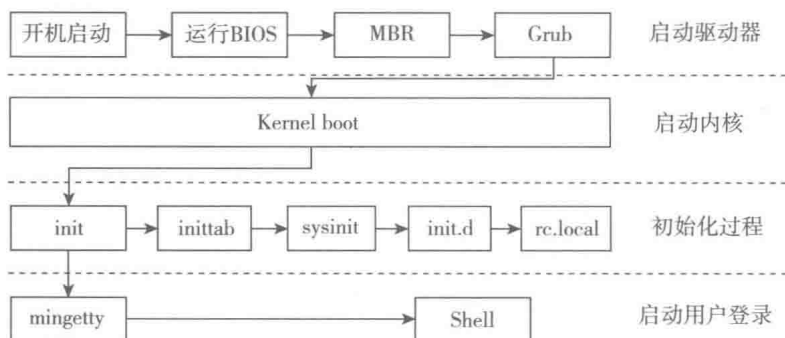 开机启动 运行BIOS MBR Grub 启动驱动器
Kernel boot 启动内核
init inittab sysinit init.d rc.local 初始化过程
mingetty Shell 启动用户登录